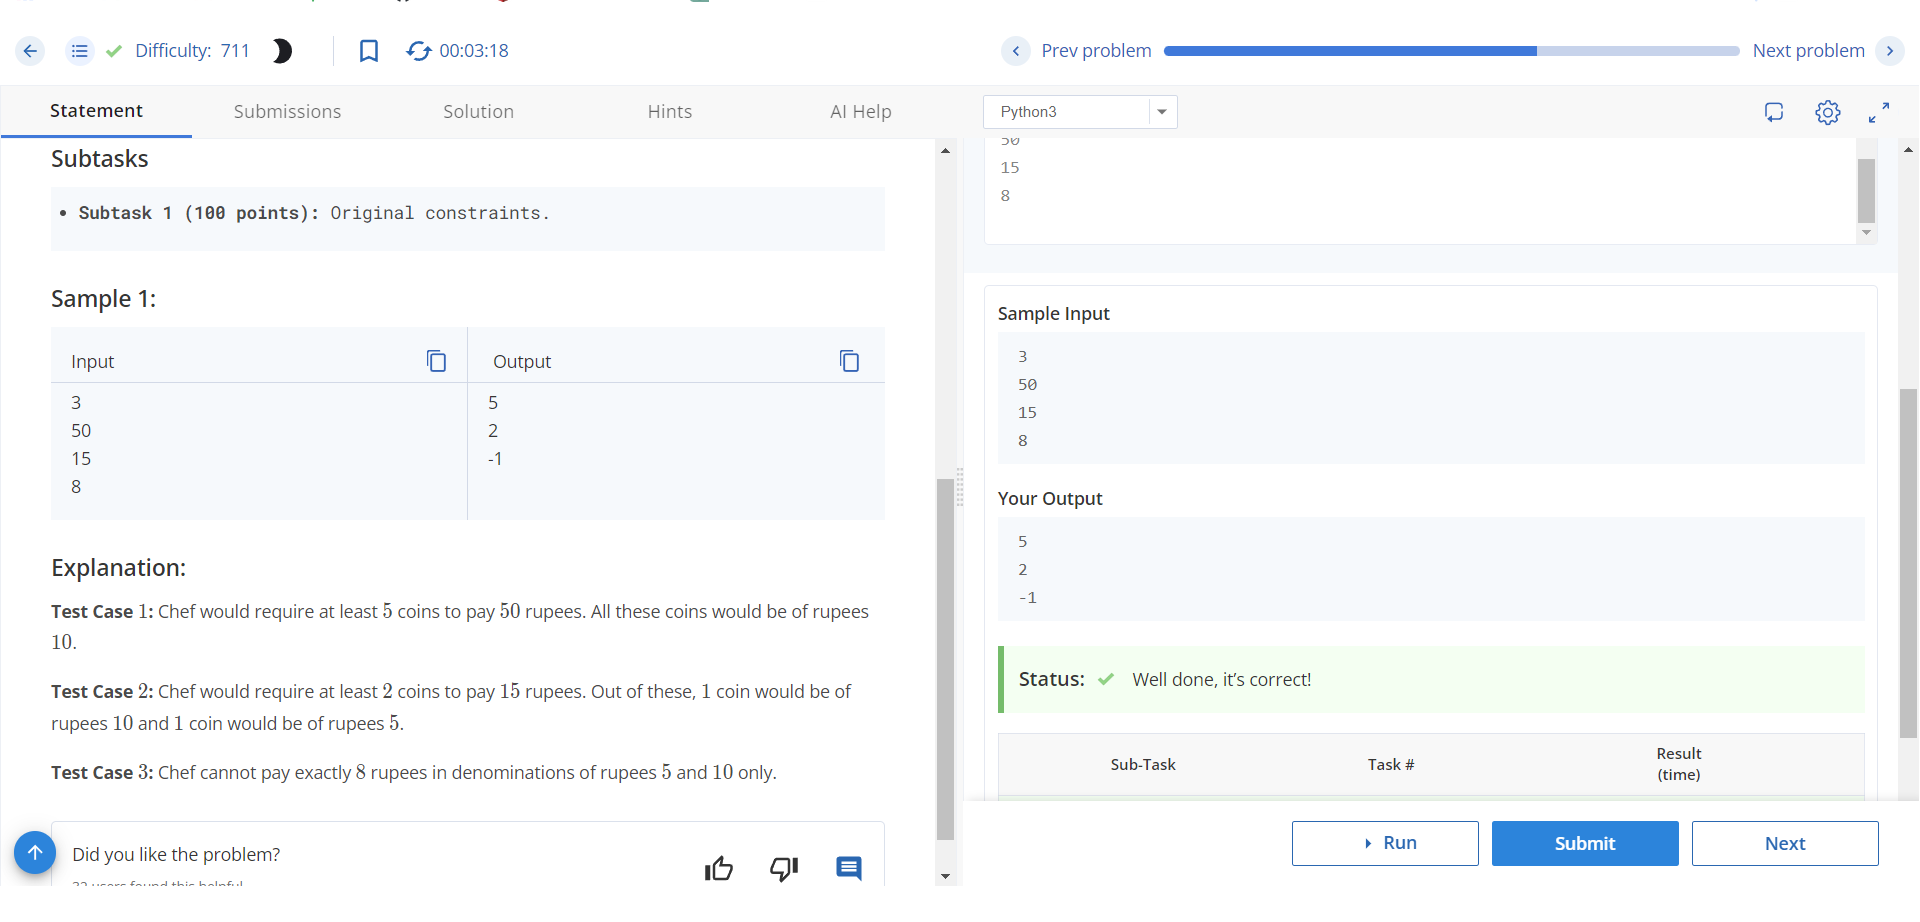 Difficulty: 711
00:03:18
Prev problem
Next problem
Statement
Submissions
Solution
Hints
AI Help
Python3
Subtasks
• Subtask 1 (100 points): Original constraints.
Sample 1:
Input
Output
3
50
15
8
5
2
-1
Explanation:
Test Case 1: Chef would require at least 5 coins to pay 50 rupees. All these coins would be of rupees
10.
Test Case 2: Chef would require at least 2 coins to pay 15 rupees. Out of these, 1 coin would be of
rupees 10 and 1 coin would be of rupees 5.
Test Case 3: Chef cannot pay exactly 8 rupees in denominations of rupees 5 and 10 only.
Did you like the problem?
32 users found this helpful
50
15
8
Sample Input
3
50
15
8
Your Output
5
2
-1
Status: Well done, it's correct!
Sub-Task
Task #
Result
(time)
Run
Submit
Next